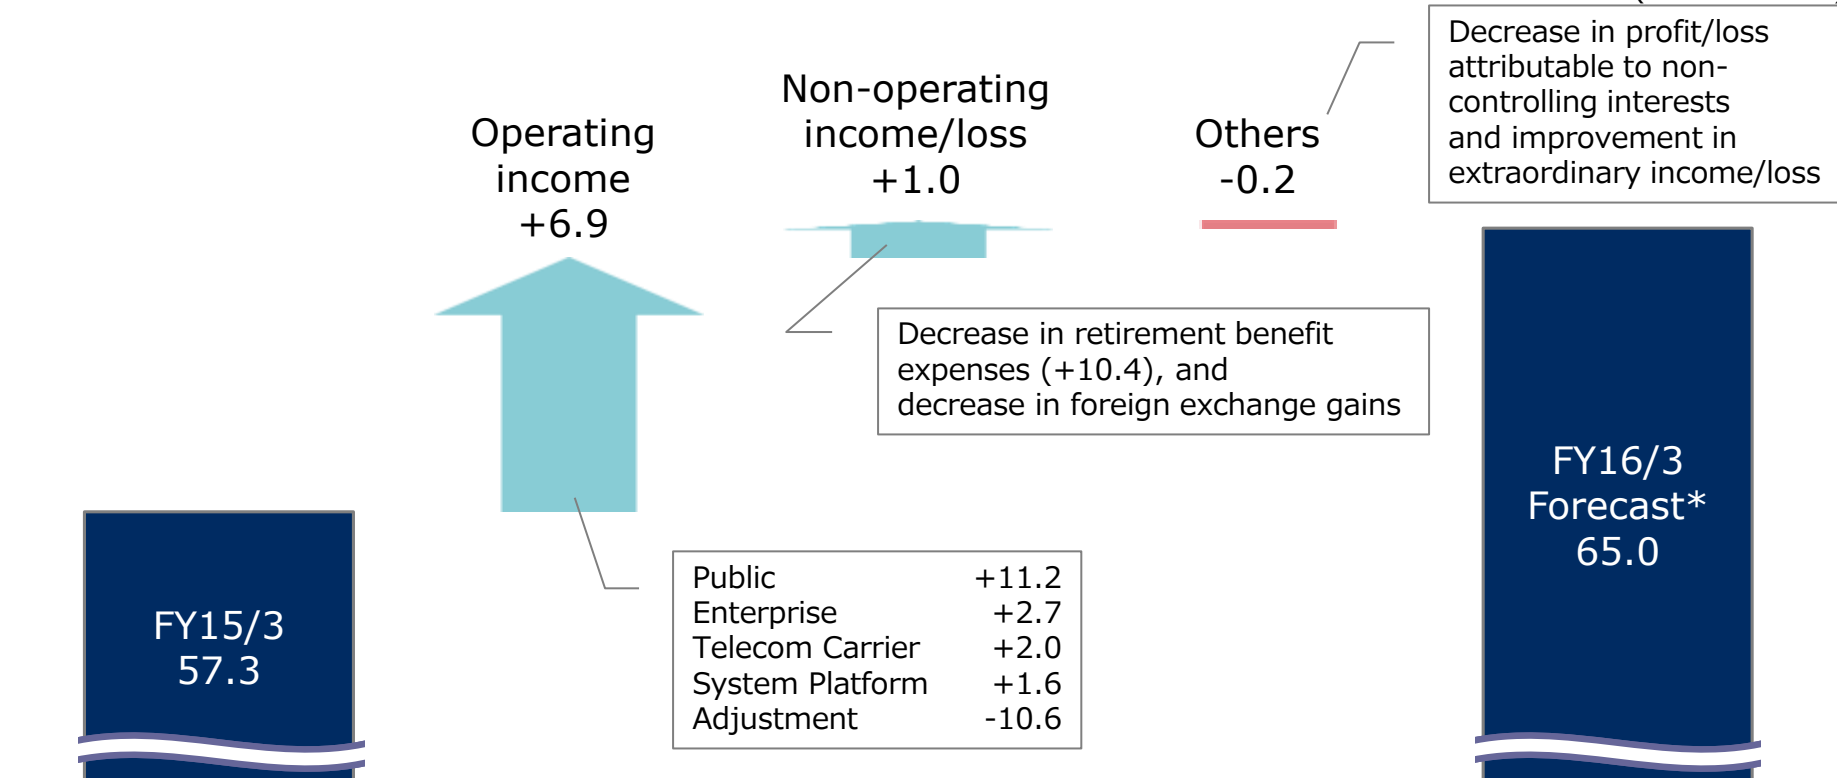 Operating
income
+6.9
Non-operating
income/loss
+1.0
Others
-0.2
Decrease in profit/loss
attributable to non-
controlling interests
and improvement in
extraordinary income/loss
Decrease in retirement benefit
expenses (+10.4), and
decrease in foreign exchange gains
Public +11.2
Enterprise +2.7
Telecom Carrier +2.0
System Platform +1.6
Adjustment -10.6
FY15/3
57.3
FY16/3
Forecast*
65.0